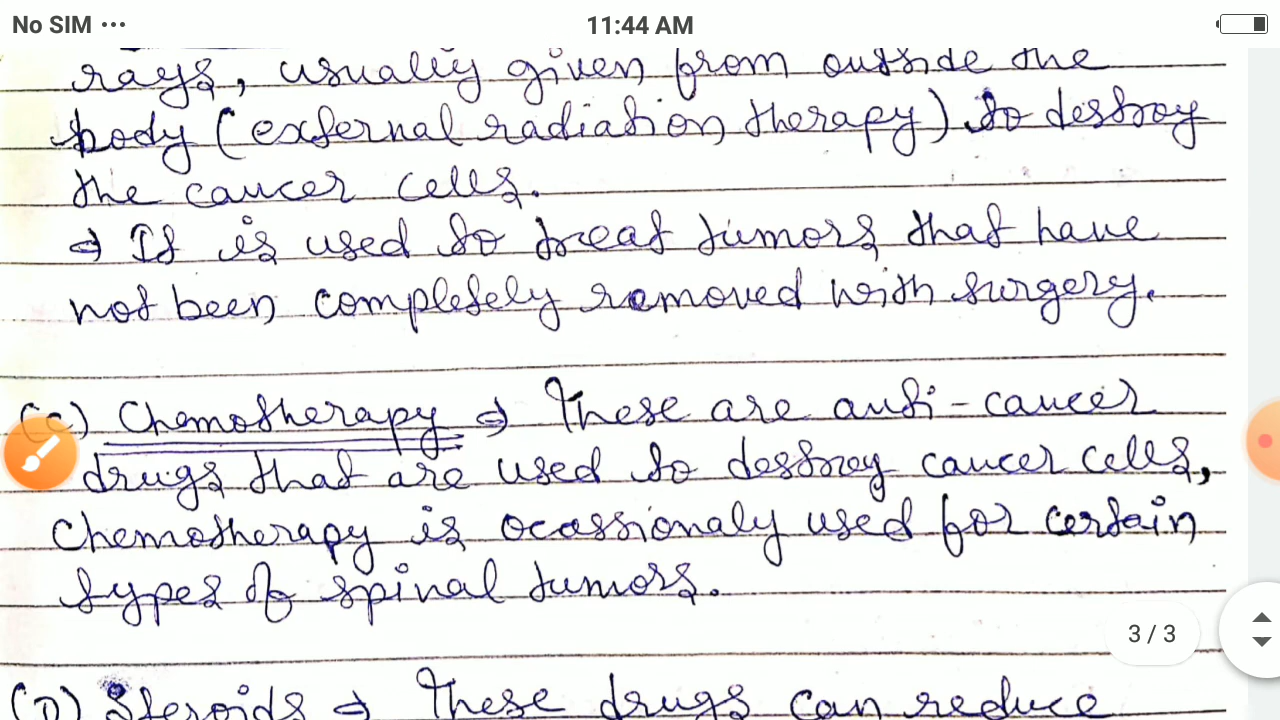 No SIM ...
11:44 AM
rays, usually given from outside the
body (external radiation therapy) to destroy
the cancer cells.
⇒ It is used to treat tumors that have
not been completely removed with surgery.
(C) Chemotherapy ⇒ These are anti-cancer
drugs that are used to destroy cancer cells,
Chemotherapy is ocassionaly used for certain
types of spinal tumors.
3 / 3
(D) Steroids ⇒ These drugs can reduce